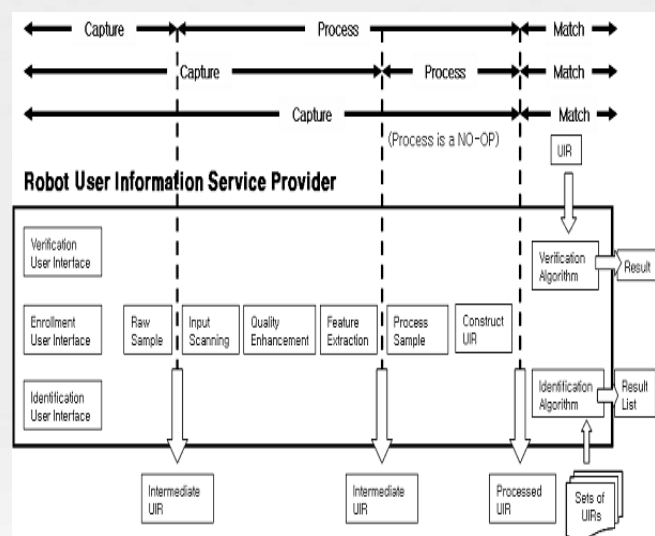 Capture Process Match
Capture Process Match
Capture Match
(Process is a NO-OP)
UIR
Robot User Information Service Provider
Verification
User Interface
Verification
Algorithm
Result
Enrollment
User Interface
Raw
Sample
Input
Scanning
Quality
Enhancement
Feature
Extraction
Process
Sample
Construct
UIR
Identification
User Interface
Identification
Algorithm
Result
List
Intermediate
UIR
Intermediate
UIR
Processed
UIR
Sets of
UIRs